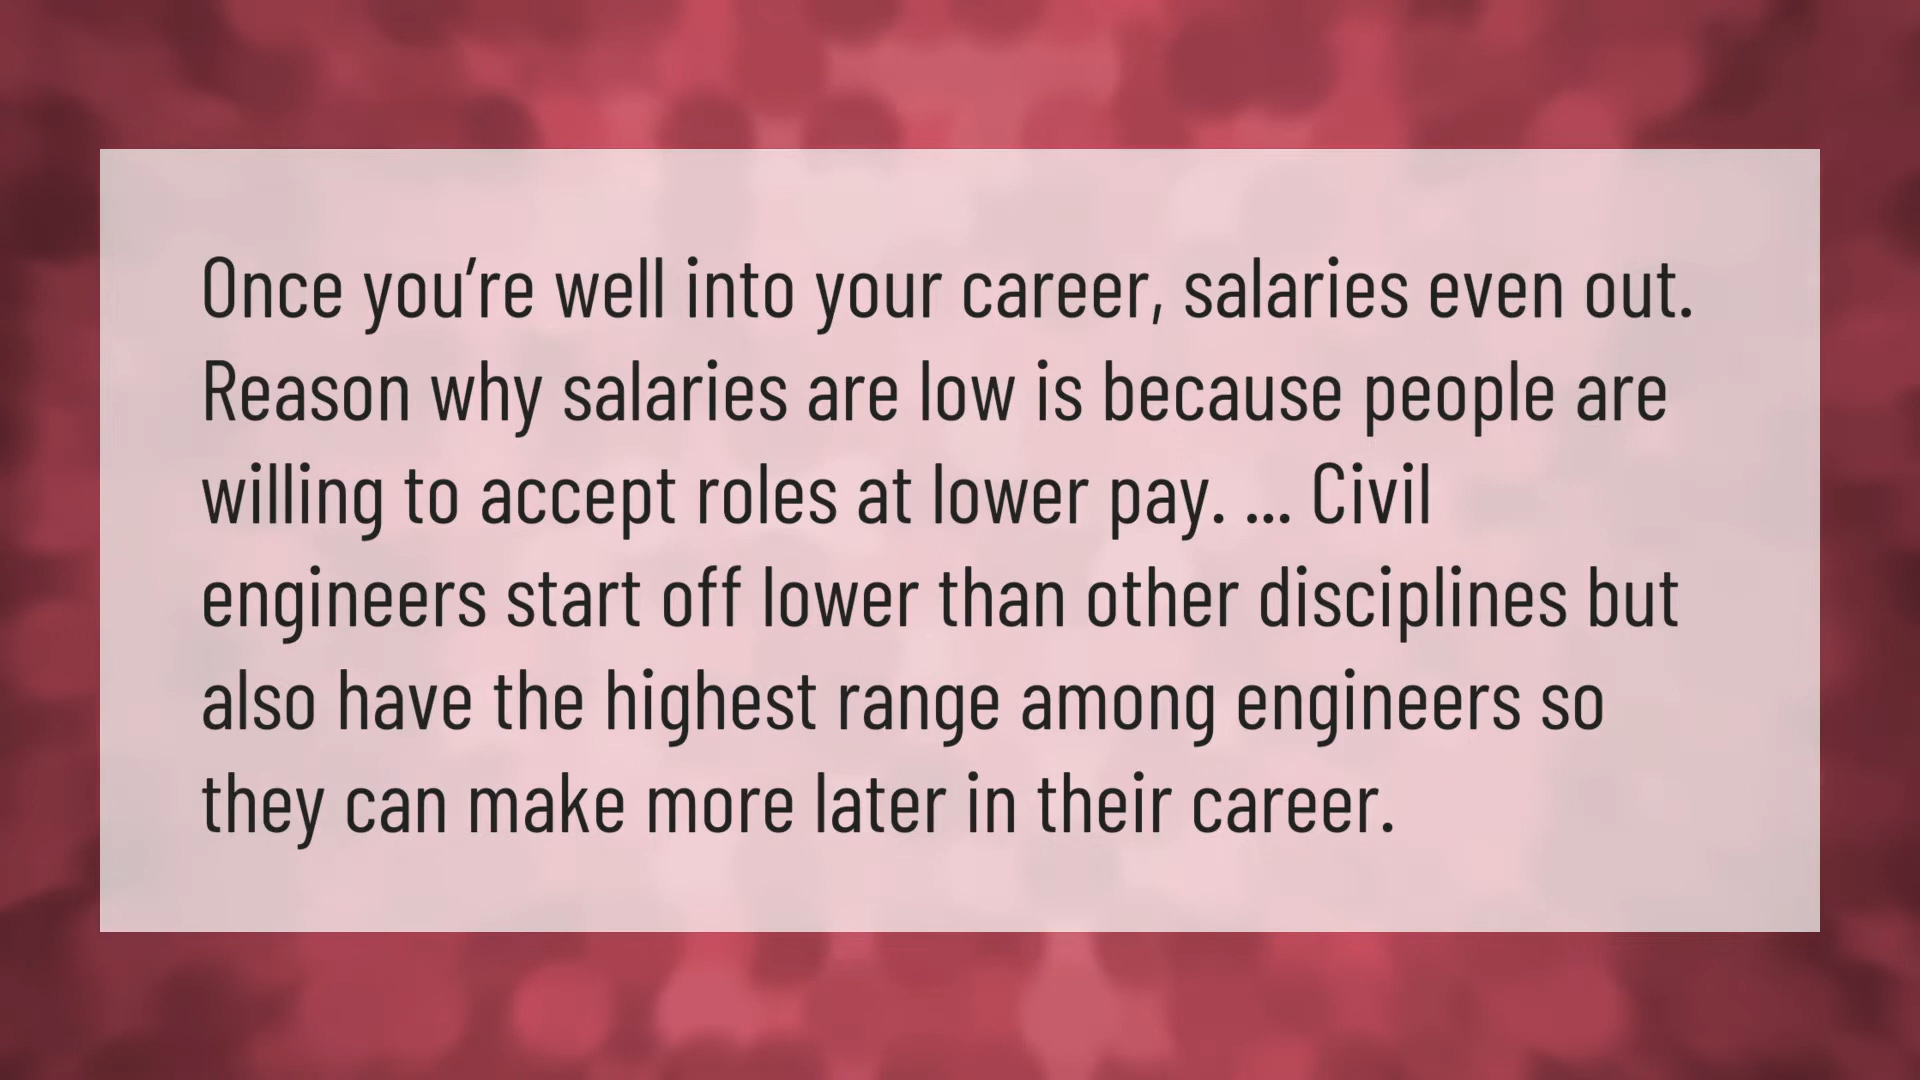 Once you’re well into your career, salaries even out.
Reason why salaries are low is because people are
willing to accept roles at lower pay. ... Civil
engineers start off lower than other disciplines but
also have the highest range among engineers so
they can make more later in their career.